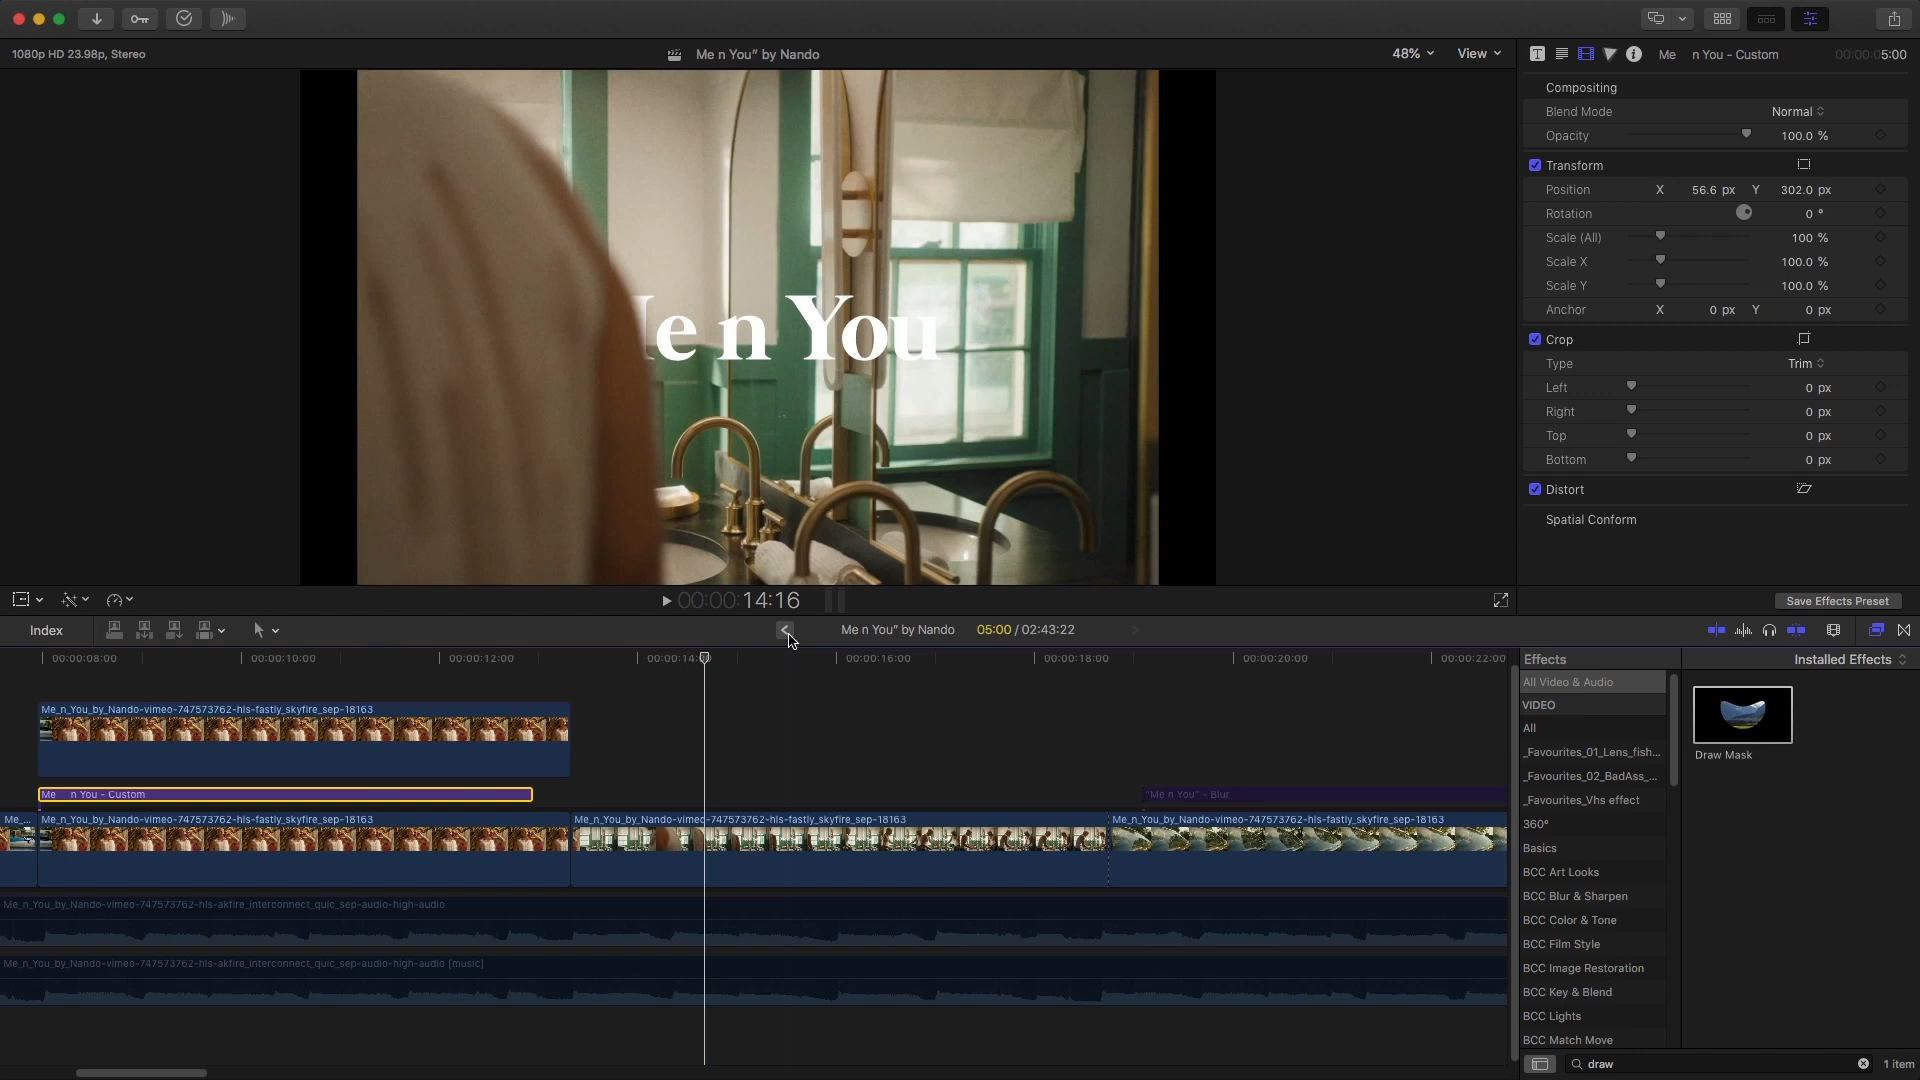 1080p HD 23.98p, Stereo
Me n You" by Nando
48%
View
Me n You - Custom
00:00:05:00
Compositing
Blend Mode
Normal
Opacity
100.0 %
Transform
Position X 56.6 px Y 302.0 px
Rotation
0 °
Scale (All)
100 %
Scale X
100.0 %
Scale Y
100.0 %
Anchor X 0 px Y 0 px
Crop
Type
Trim
Left
0 px
Right
0 px
Top
0 px
Bottom
0 px
Distort
Spatial Conform
Save Effects Preset
e n You
00:00:14:16
Index
Me n You" by Nando
05:00 / 02:43:22
00:00:08:00
00:00:10:00
00:00:12:00
00:00:14:00
00:00:16:00
00:00:18:00
00:00:20:00
00:00:22:00
Me_n_You_by_Nando-vimeo-747573762-hls-fastly_skyfire_sep-18163
Me n You - Custom
"Me n You" - Blur
Me_...
Me_n_You_by_Nando-vimeo-747573762-hls-fastly_skyfire_sep-18163
Me_n_You_by_Nando-vimeo-747573762-hls-fastly_skyfire_sep-18163
Me_n_You_by_Nando-vimeo-747573762-hls-fastly_skyfire_sep-18163
Me_n_You_by_Nando-vimeo-747573762-hls-akfire_interconnect_quic_sep-audio-high-audio
Me_n_You_by_Nando-vimeo-747573762-hls-akfire_interconnect_quic_sep-audio-high-audio [music]
Effects
Installed Effects
All Video & Audio
VIDEO
All
_Favourites_01_Lens_fish...
_Favourites_02_BadAss_...
_Favourites_Vhs effect
360°
Basics
BCC Art Looks
BCC Blur & Sharpen
BCC Color & Tone
BCC Film Style
BCC Image Restoration
BCC Key & Blend
BCC Lights
BCC Match Move
Draw Mask
draw
1 item